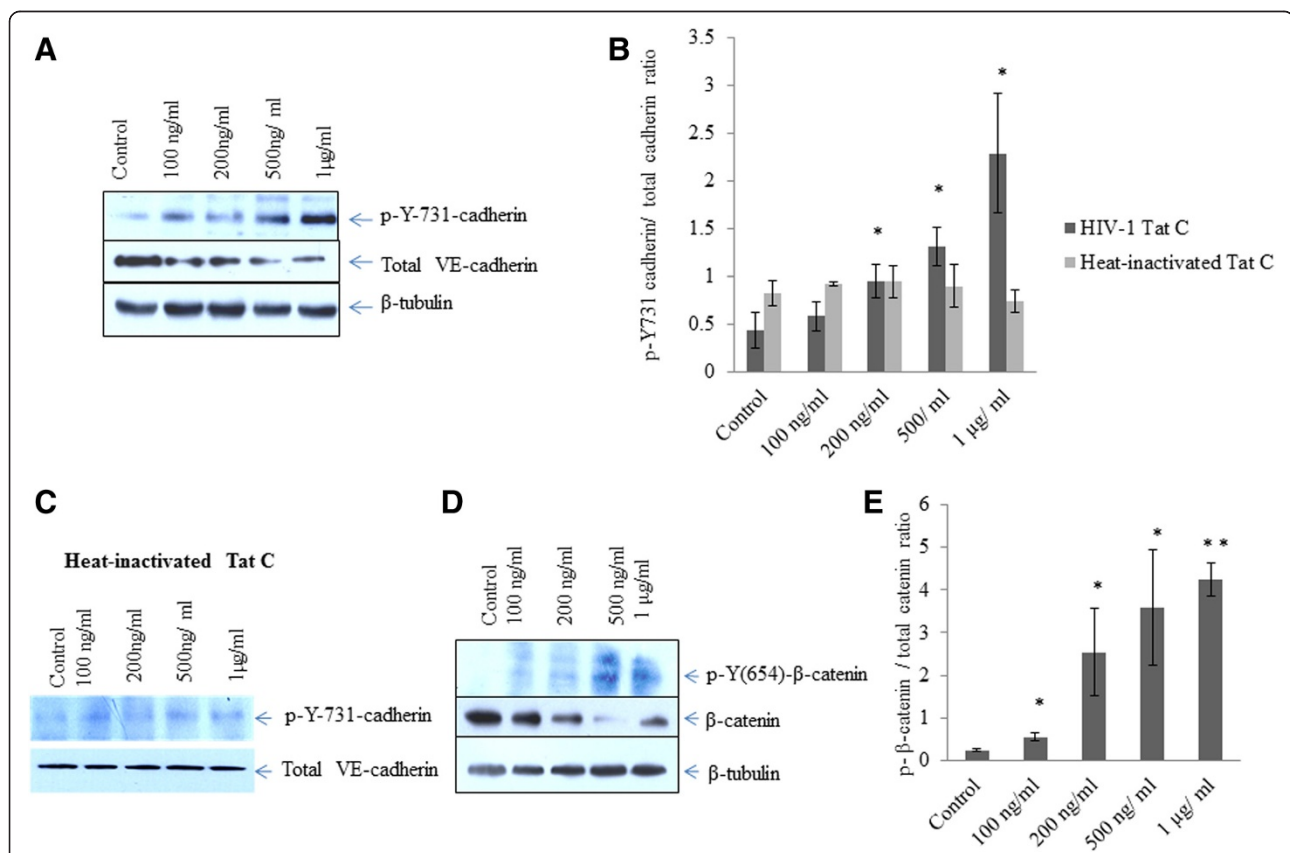 A
Control
100 ng/ml
200ng/ml
500ng/ ml
1µg/ml
p-Y-731-cadherin
Total VE-cadherin
β-tubulin
B
p-Y731 cadherin/ total cadherin ratio
3.5
3
2.5
2
1.5
1
0.5
0
*
*
*
Control
100 ng/ml
200 ng/ml
500/ ml
1 µg/ ml
HIV-1 Tat C
Heat-inactivated Tat C
C
Heat-inactivated Tat C
Control
100 ng/ml
200ng/ml
500ng/ ml
1µg/ml
p-Y-731-cadherin
Total VE-cadherin
D
Control
100 ng/ml
200 ng/ml
500 ng/ml
1 µg/ml
p-Y(654)-β-catenin
β-catenin
β-tubulin
E
p- β-catenin / total catenin ratio
6
5
4
3
2
1
0
*
*
*
* *
Control
100 ng/ml
200 ng/ml
500 ng/ ml
1 µg/ ml